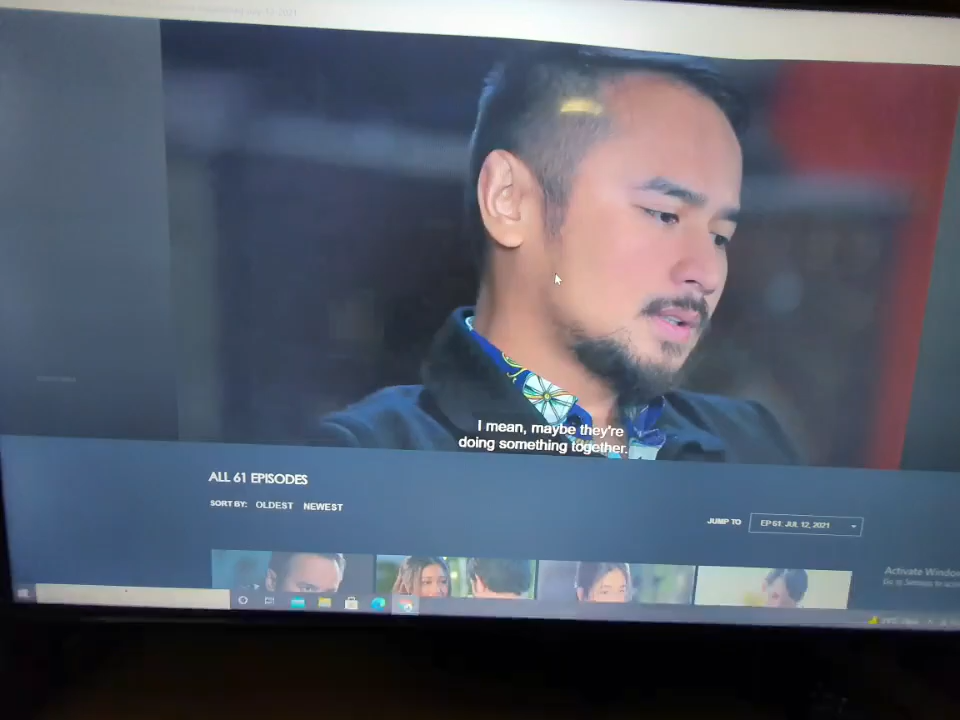 I mean, maybe they're
doing something together.
ALL 61 EPISODES
SORT BY: OLDEST NEWEST
JUMP TO EP 61: JUL 12, 2021
Activate Windo